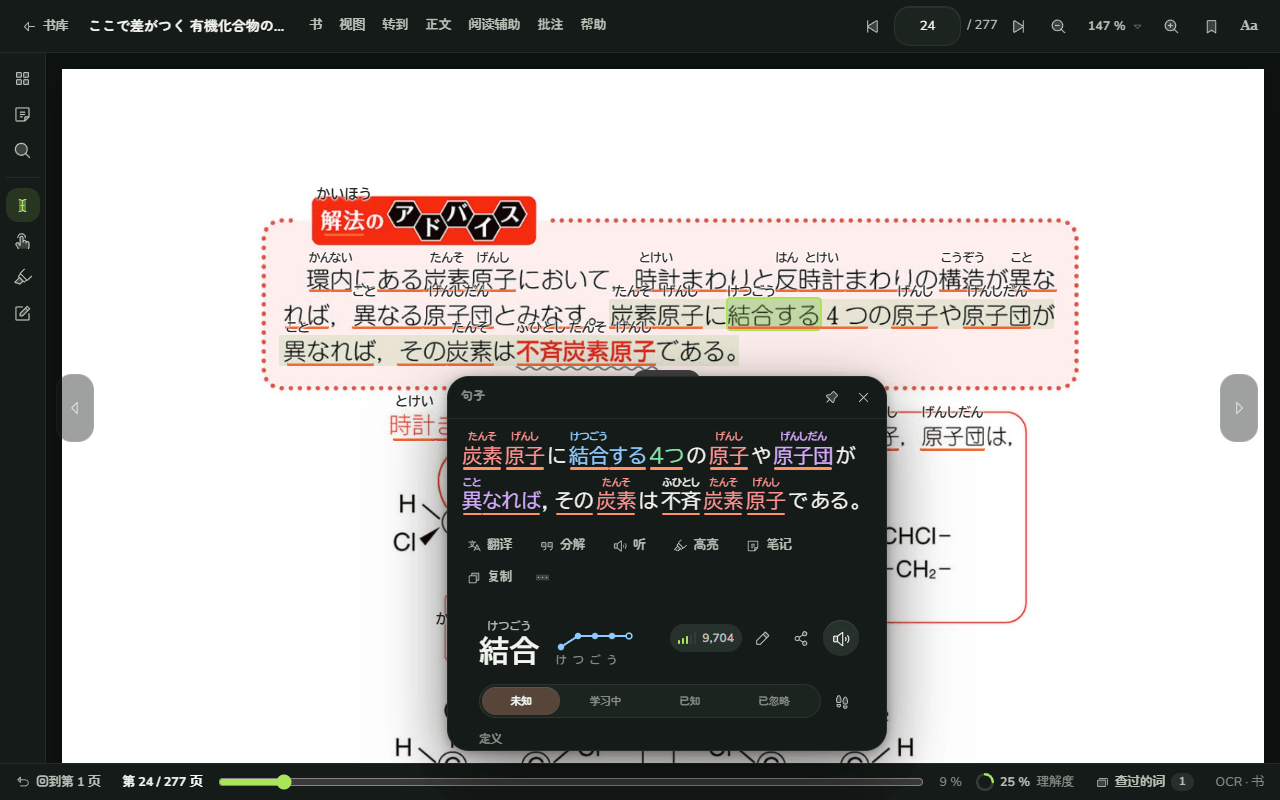 书库 ここで差がつく 有機化合物の... 书 视图 转到 正文 阅读辅助 批注 帮助 24 / 277 147 % Aa
かいほう
解法の アドバイス
かんない たんそ げんし とけい はん とけい こうぞう こと
環内にある炭素原子において，時計まわりと反時計まわりの構造が異な
こと げんしだん たんそ げんし けつごう げんし げんしだん
れば，異なる原子団とみなす。炭素原子に結合する4つの原子や原子団が
こと たんそ ふひとし たんそ げんし
異なれば，その炭素は不斉炭素原子である。
とけい
時計ま
し げんしだん
子，原子団は，
H
Cl
CHCl−
−CH₂−
か
H
Cl
Cl
H
句子
たんそ げんし けつごう げんし げんしだん
炭素原子に結合する4つの原子や原子団が
こと たんそ ふひとし たんそ げんし
異なれば，その炭素は不斉炭素原子である。
翻译 分解 听 高亮 笔记
复制
けつごう
結合 けつごう 9,704
未知 学习中 已知 已忽略
定义
回到第 1 页 第 24 / 277 页 9 % 25 % 理解度 查过的词 1 OCR · 书